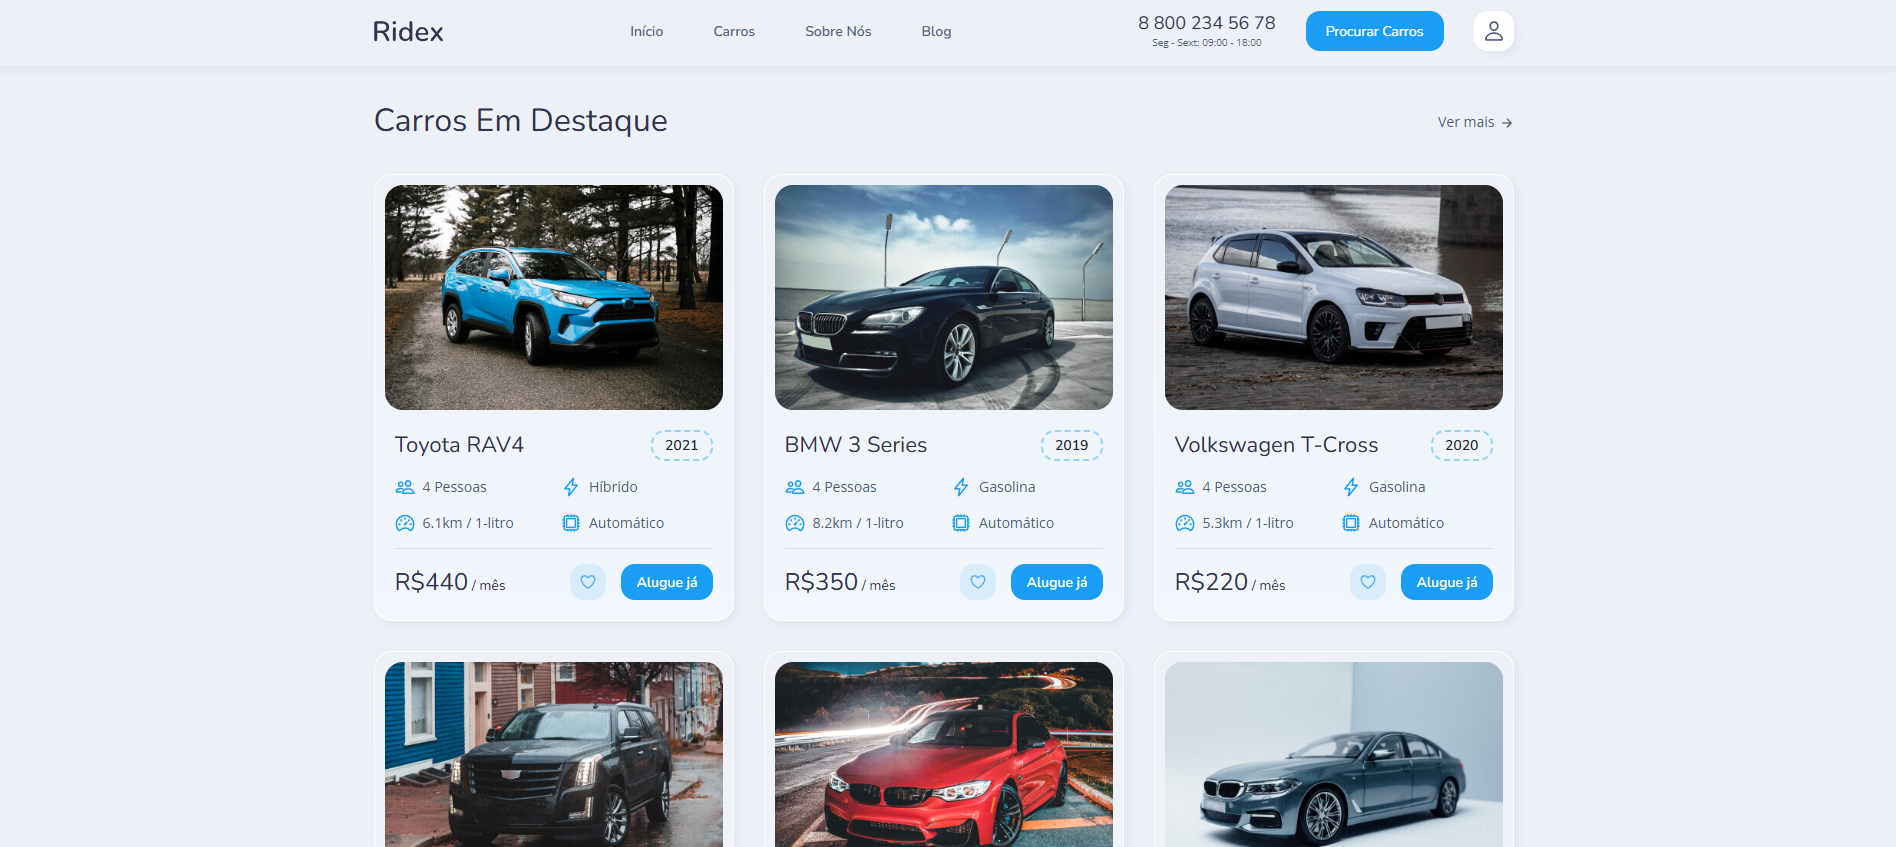 Ridex
Início
Carros
Sobre Nós
Blog
8 800 234 56 78
Seg - Sext: 09:00 - 18:00
Procurar Carros
Carros Em Destaque
Ver mais →
Toyota RAV4
2021
4 Pessoas
Híbrido
6.1km / 1-litro
Automático
R$440 / mês
Alugue já
BMW 3 Series
2019
4 Pessoas
Gasolina
8.2km / 1-litro
Automático
R$350 / mês
Alugue já
Volkswagen T-Cross
2020
4 Pessoas
Gasolina
5.3km / 1-litro
Automático
R$220 / mês
Alugue já